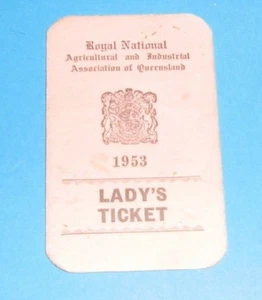 Royal National
Agricultural and Industrial
Association of Queensland
1953
LADY'S
TICKET